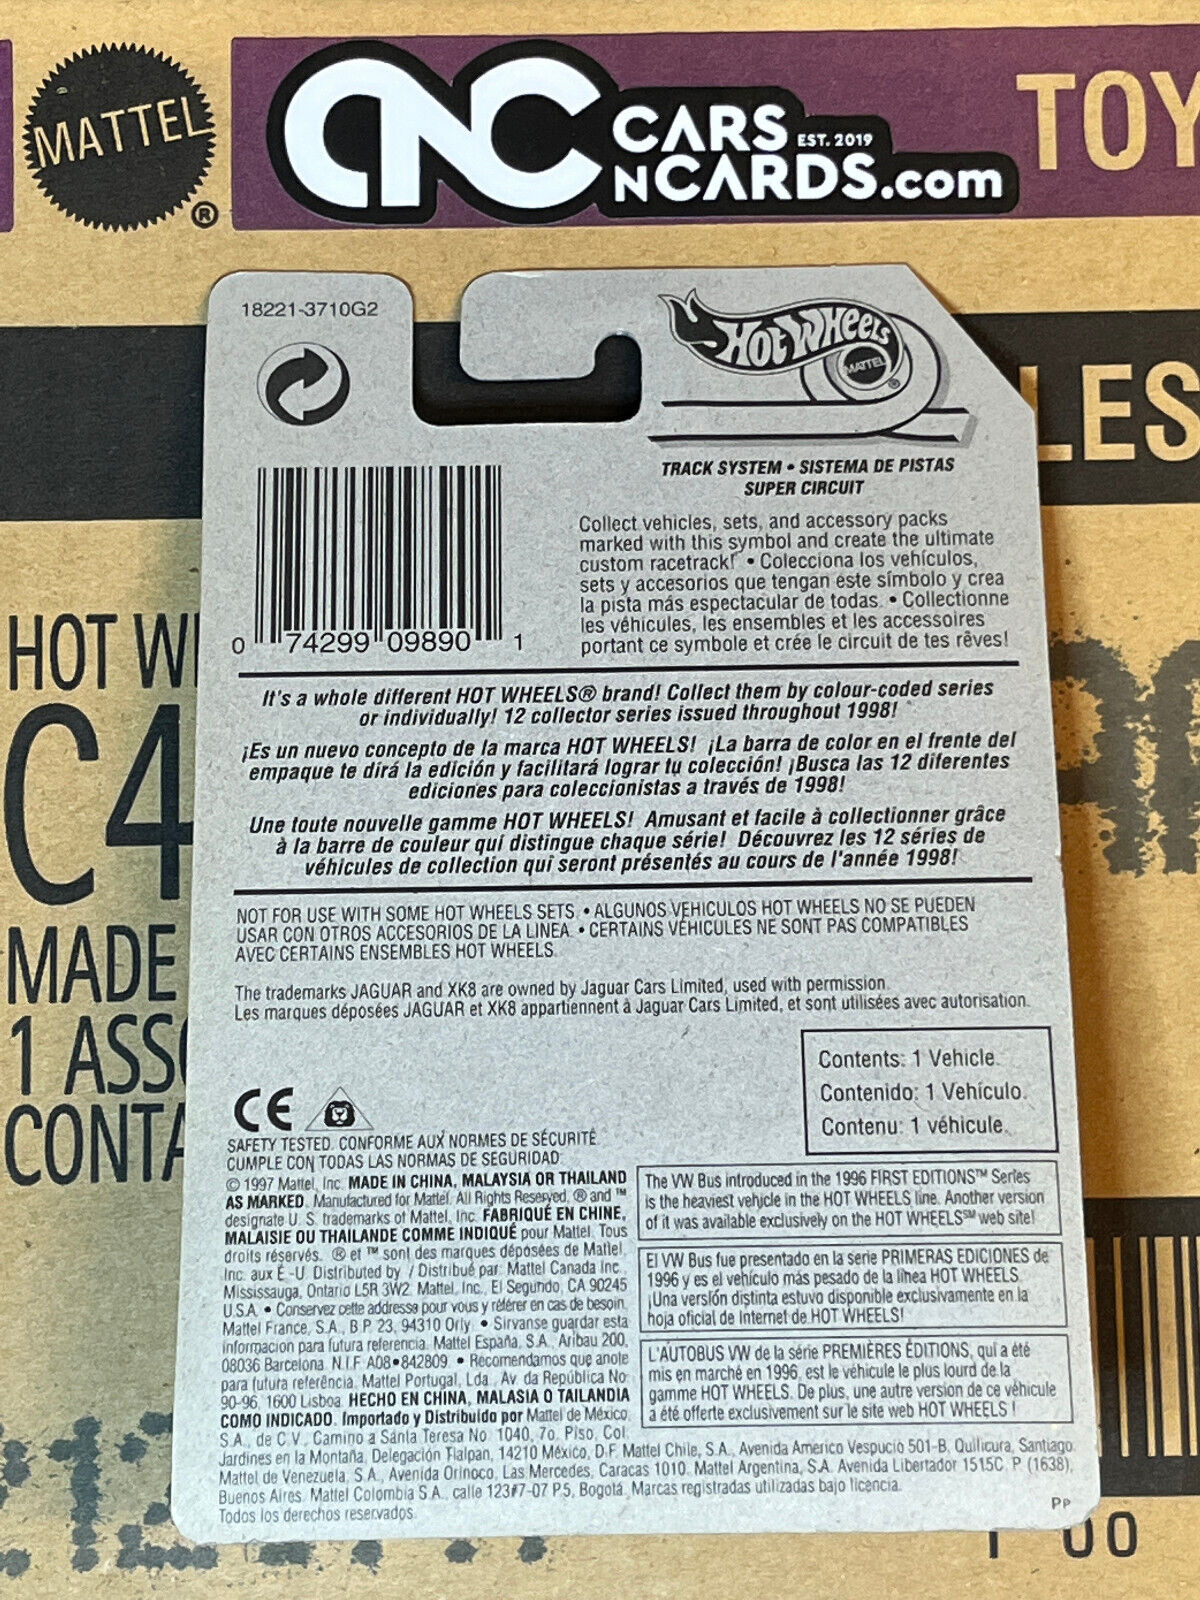 MATTEL
®
CNC CARS EST. 2019
NCARDS.com
TOY
18221-3710G2
HOT WHEELS
MATTEL
®
LES
TRACK SYSTEM • SISTEMA DE PISTAS
SUPER CIRCUIT
Collect vehicles, sets, and accessory packs
marked with this symbol and create the ultimate
custom racetrack! • Colecciona los vehículos,
sets y accesorios que tengan éste símbolo y crea
la pista más espectacular de todas. • Collectionne
les véhicules, les ensembles et les accessoires
portant ce symbole et crée le circuit de tes rêves!
0 74299 09890 1
It's a whole different HOT WHEELS® brand! Collect them by colour-coded series
or individually! 12 collector series issued throughout 1998!
¡Es un nuevo concepto de la marca HOT WHEELS! ¡La barra de color en el frente del
empaque te dirá la edición y facilitará lograr tu colección! ¡Busca las 12 diferentes
ediciones para coleccionistas a través de 1998!
Une toute nouvelle gamme HOT WHEELS! Amusant et facile à collectionner grâce
à la barre de couleur qui distingue chaque série! Découvrez les 12 séries de
véhicules de collection qui seront présentés au cours de l'année 1998!
NOT FOR USE WITH SOME HOT WHEELS SETS. • ALGUNOS VEHICULOS HOT WHEELS NO SE PUEDEN
USAR CON OTROS ACCESORIOS DE LA LINEA. • CERTAINS VÉHICULES NE SONT PAS COMPATIBLES
AVEC CERTAINS ENSEMBLES HOT WHEELS.
The trademarks JAGUAR and XK8 are owned by Jaguar Cars Limited, used with permission.
Les marques déposées JAGUAR et XK8 appartiennent à Jaguar Cars Limited, et sont utilisées avec autorisation.
Contents: 1 Vehicle.
Contenido: 1 Vehículo.
Contenu: 1 véhicule.
CE
SAFETY TESTED. CONFORME AUX NORMES DE SÉCURITÉ.
CUMPLE CON TODAS LAS NORMAS DE SEGURIDAD.
© 1997 Mattel, Inc. MADE IN CHINA, MALAYSIA OR THAILAND
AS MARKED. Manufactured for Mattel. All Rights Reserved. ® and ™
designate U. S. trademarks of Mattel, Inc. FABRIQUÉ EN CHINE,
MALAISIE OU THAILANDE COMME INDIQUÉ pour Mattel. Tous
droits réservés. ® et ™ sont des marques déposées de Mattel,
Inc. aux É.-U. Distributed by / Distribué par: Mattel Canada Inc.,
Mississauga, Ontario L5R 3W2. Mattel, Inc., El Segundo, CA 90245
U.S.A. • Conservez cette addresse pour vous y référer en cas de besoin.
Mattel France, S.A., B.P. 23, 94310 Orly. • Sírvanse guardar esta
informacion para futura referencia. Mattel España, S.A., Aribau 200,
08036 Barcelona. N.I.F. A08•842809. • Recomendamos que anote
para futura referência. Mattel Portugal, Lda., Av. da República No
90-96, 1600 Lisboa. HECHO EN CHINA, MALASIA O TAILANDIA
COMO INDICADO. Importado y Distribuido por Mattel de México,
S.A., de C.V., Camino a Sánta Teresa No. 1040, 7o. Piso, Col.
Jardines en la Montaña, Delegación Tlalpan, 14210 México, D.F. Mattel Chile, S.A., Avenida Americo Vespucio 501-B, Quilicura, Santiago.
Mattel de Venezuela, S.A., Avenida Orinoco, Las Mercedes, Caracas 1010. Mattel Argentina, S.A. Avenida Libertador 1515C. P. (1638),
Buenos Aires. Mattel Colombia S.A., calle 123#7-07 P.5, Bogotá. Marcas registradas utilizadas bajo licencia.
Todos los derechos reservados.
The VW Bus introduced in the 1996 FIRST EDITIONS™ Series
is the heaviest vehicle in the HOT WHEELS line. Another version
of it was available exclusively on the HOT WHEELS℠ web site!
El VW Bus fue presentado en la serie PRIMERAS EDICIONES de
1996 y es el vehículo más pesado de la línea HOT WHEELS.
¡Una versión distinta estuvo disponible exclusivamente en la
hoja oficial de Internet de HOT WHEELS!
L'AUTOBUS VW de la série PREMIÈRES ÉDITIONS, qui a été
mis en marché en 1996, est le véhicule le plus lourd de la
gamme HOT WHEELS. De plus, une autre version de ce véhicule
a été offerte exclusivement sur le site web HOT WHEELS !
PP
HOT W
C4
MADE
1 ASS
CONTA
00